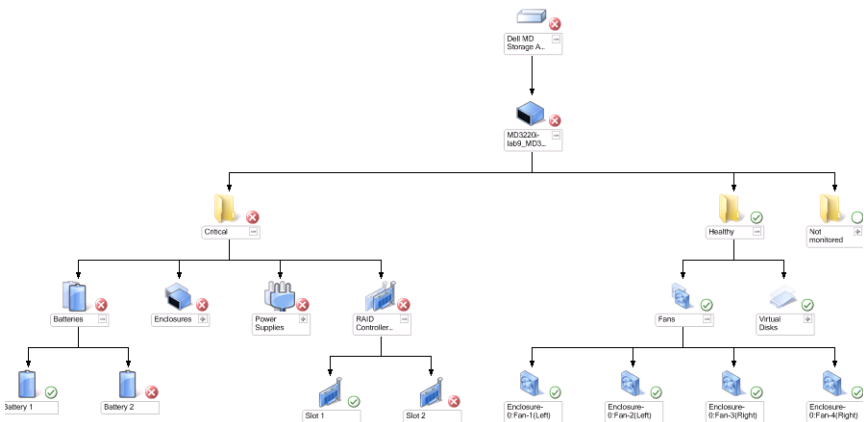 Dell MD
Storage A...
MD3220i-
lab9_MD3...
Critical
Healthy
Not
monitored
Batteries
Enclosures
Power
Supplies
RAID
Controller...
Fans
Virtual
Disks
Battery 1
Battery 2
Slot 1
Slot 2
Enclosure-
0:Fan-1(Left)
Enclosure-
0:Fan-2(Left)
Enclosure-
0:Fan-3(Right)
Enclosure-
0:Fan-4(Right)